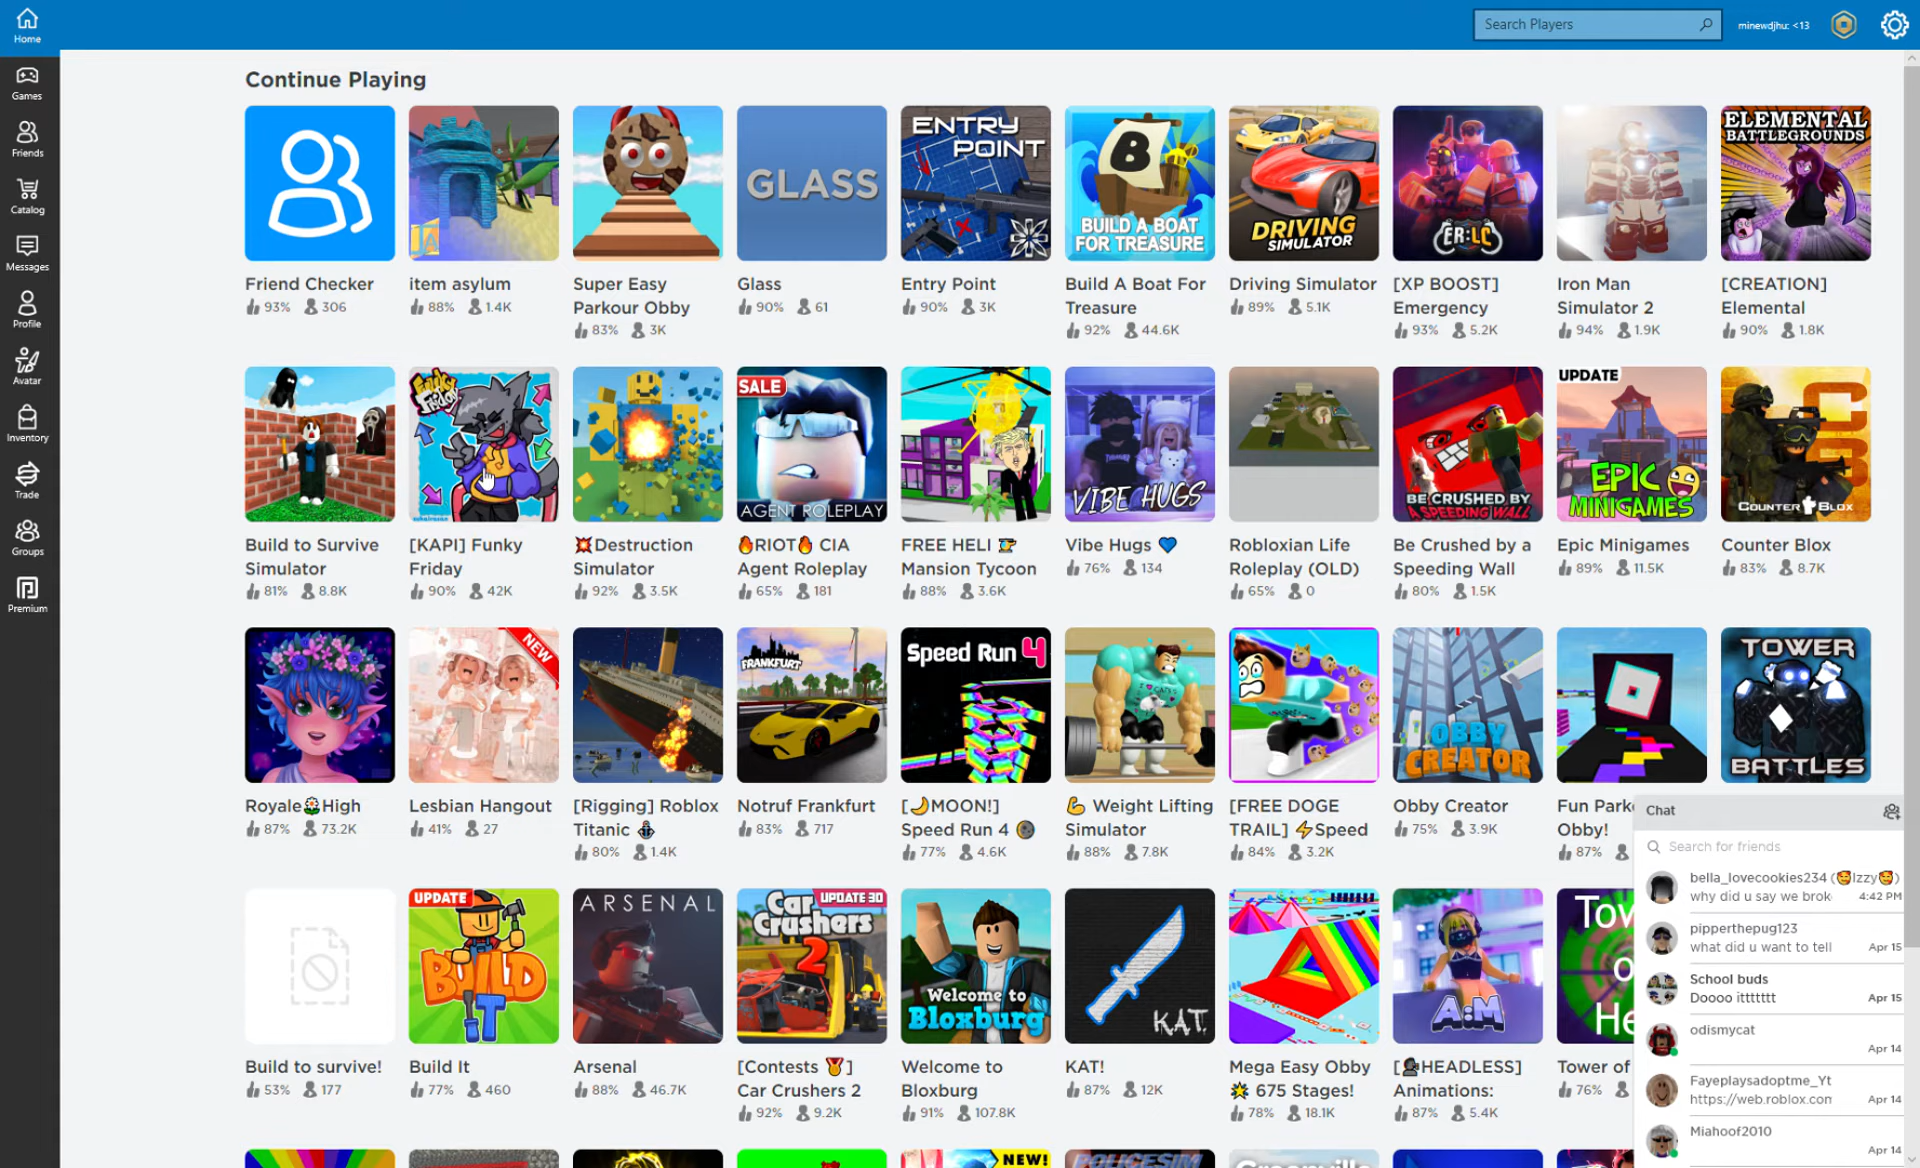 Home
Search Players
minewdjhu: <13
Games
Friends
Catalog
Messages
Profile
Avatar
Inventory
Trade
Groups
Premium
Continue Playing
GLASS
ENTRY
POINT
B
BUILD A BOAT
FOR TREASURE
DRIVING
SIMULATOR
ER:LC
ELEMENTAL
BATTLEGROUNDS
IA
Friend Checker
93% 306
item asylum
88% 1.4K
Super Easy
Parkour Obby
83% 3K
Glass
90% 61
Entry Point
90% 3K
Build A Boat For
Treasure
92% 44.6K
Driving Simulator
89% 5.1K
[XP BOOST]
Emergency
93% 5.2K
Iron Man
Simulator 2
94% 1.9K
[CREATION]
Elemental
90% 1.8K
Funky
Friday
SALE
AGENT ROLEPLAY
VIBE HUGS
BE CRUSHED BY
A SPEEDING WALL
UPDATE
EPIC
MINIGAMES
CB
COUNTER BLOX
Build to Survive
Simulator
81% 8.8K
[KAPI] Funky
Friday
90% 42K
💥Destruction
Simulator
92% 3.5K
🔥RIOT🔥 CIA
Agent Roleplay
65% 181
FREE HELI 🚁
Mansion Tycoon
88% 3.6K
Vibe Hugs 💙
76% 134
Robloxian Life
Roleplay (OLD)
65% 0
Be Crushed by a
Speeding Wall
80% 1.5K
Epic Minigames
89% 11.5K
Counter Blox
83% 8.7K
NEW
FRANKFURT
Speed Run 4
I ♥ CATS
OBBY
CREATOR
TOWER
BATTLES
Royale🌼High
87% 73.2K
Lesbian Hangout
41% 27
[Rigging] Roblox
Titanic ⚓
80% 1.4K
Notruf Frankfurt
83% 717
[🌙MOON!]
Speed Run 4 🌑
77% 4.6K
💪 Weight Lifting
Simulator
88% 7.8K
[FREE DOGE
TRAIL] ⚡Speed
84% 3.2K
Obby Creator
75% 3.9K
Fun Park
Obby!
87%
UPDATE
BUILD
IT
ARSENAL
UPDATE 30
Car
Crushers
2
Welcome to
Bloxburg
K.A.T.
A:M
Tow
o
He
Build to survive!
53% 177
Build It
77% 460
Arsenal
88% 46.7K
[Contests 🏅]
Car Crushers 2
92% 9.2K
Welcome to
Bloxburg
91% 107.8K
KAT!
87% 12K
Mega Easy Obby
🌟 675 Stages!
78% 18.1K
[👤HEADLESS]
Animations:
87% 5.4K
Tower of
76%
NEW!
POLICESIM
Greenville
Chat
Search for friends
bella_lovecookies234 (🥰Izzy🥰)
why did u say we brok 4:42 PM
pipperthepug123
what did u want to tell Apr 15
School buds
Doooo ittttttt Apr 15
odismycat
Apr 14
Fayeplaysadoptme_Yt
https://web.roblox.com Apr 14
Miahoof2010
Apr 14